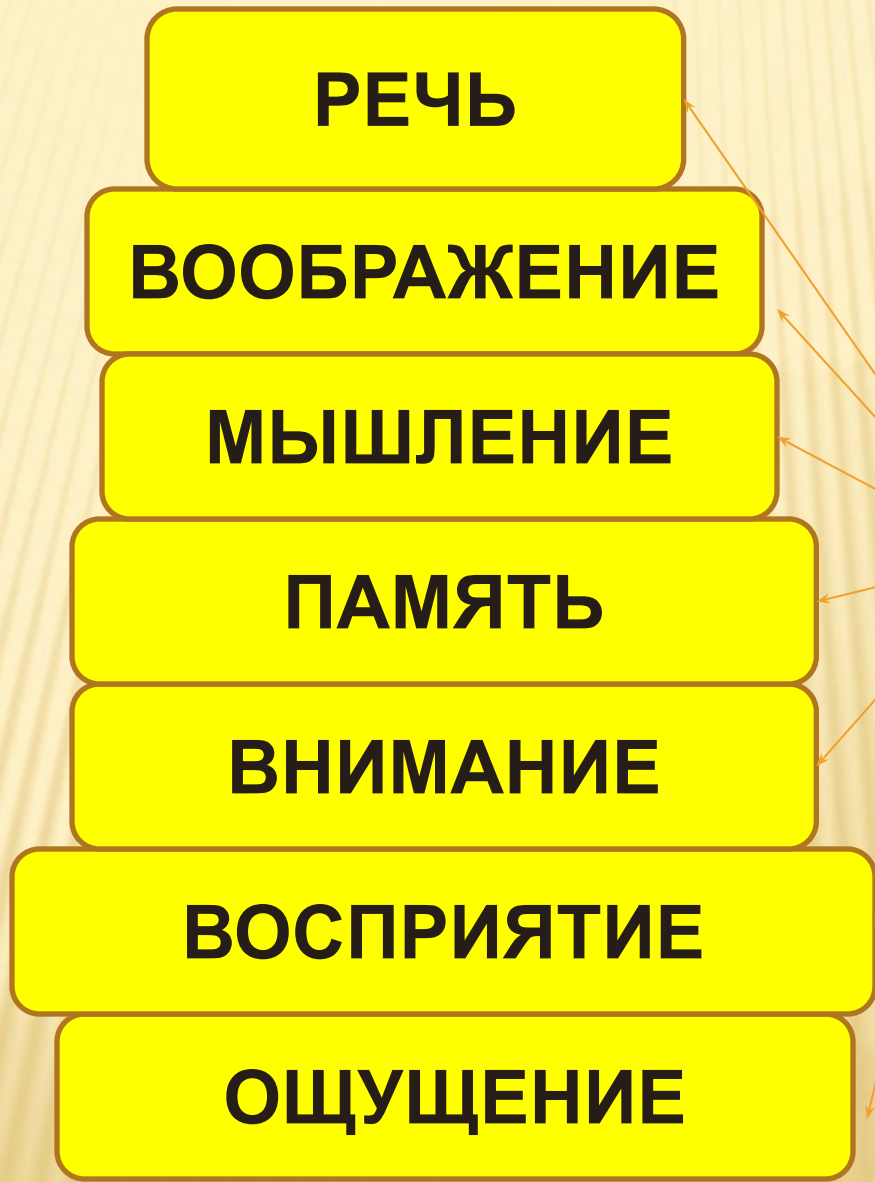 РЕЧЬ
ВООБРАЖЕНИЕ
МЫШЛЕНИЕ
ПАМЯТЬ
ВНИМАНИЕ
ВОСПРИЯТИЕ
ОЩУЩЕНИЕ